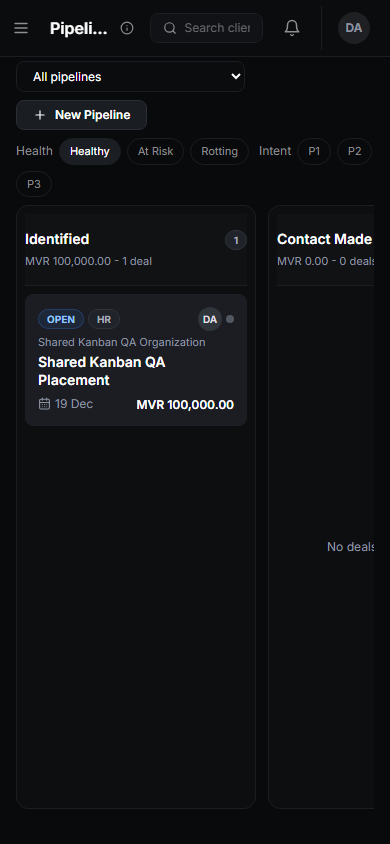 Pipeli...
Search clier
DA
All pipelines
New Pipeline
Health Healthy At Risk Rotting Intent P1 P2
P3
Identified 1
MVR 100,000.00 - 1 deal
OPEN HR DA
Shared Kanban QA Organization
Shared Kanban QA
Placement
19 Dec MVR 100,000.00
Contact Made
MVR 0.00 - 0 deals
No deals